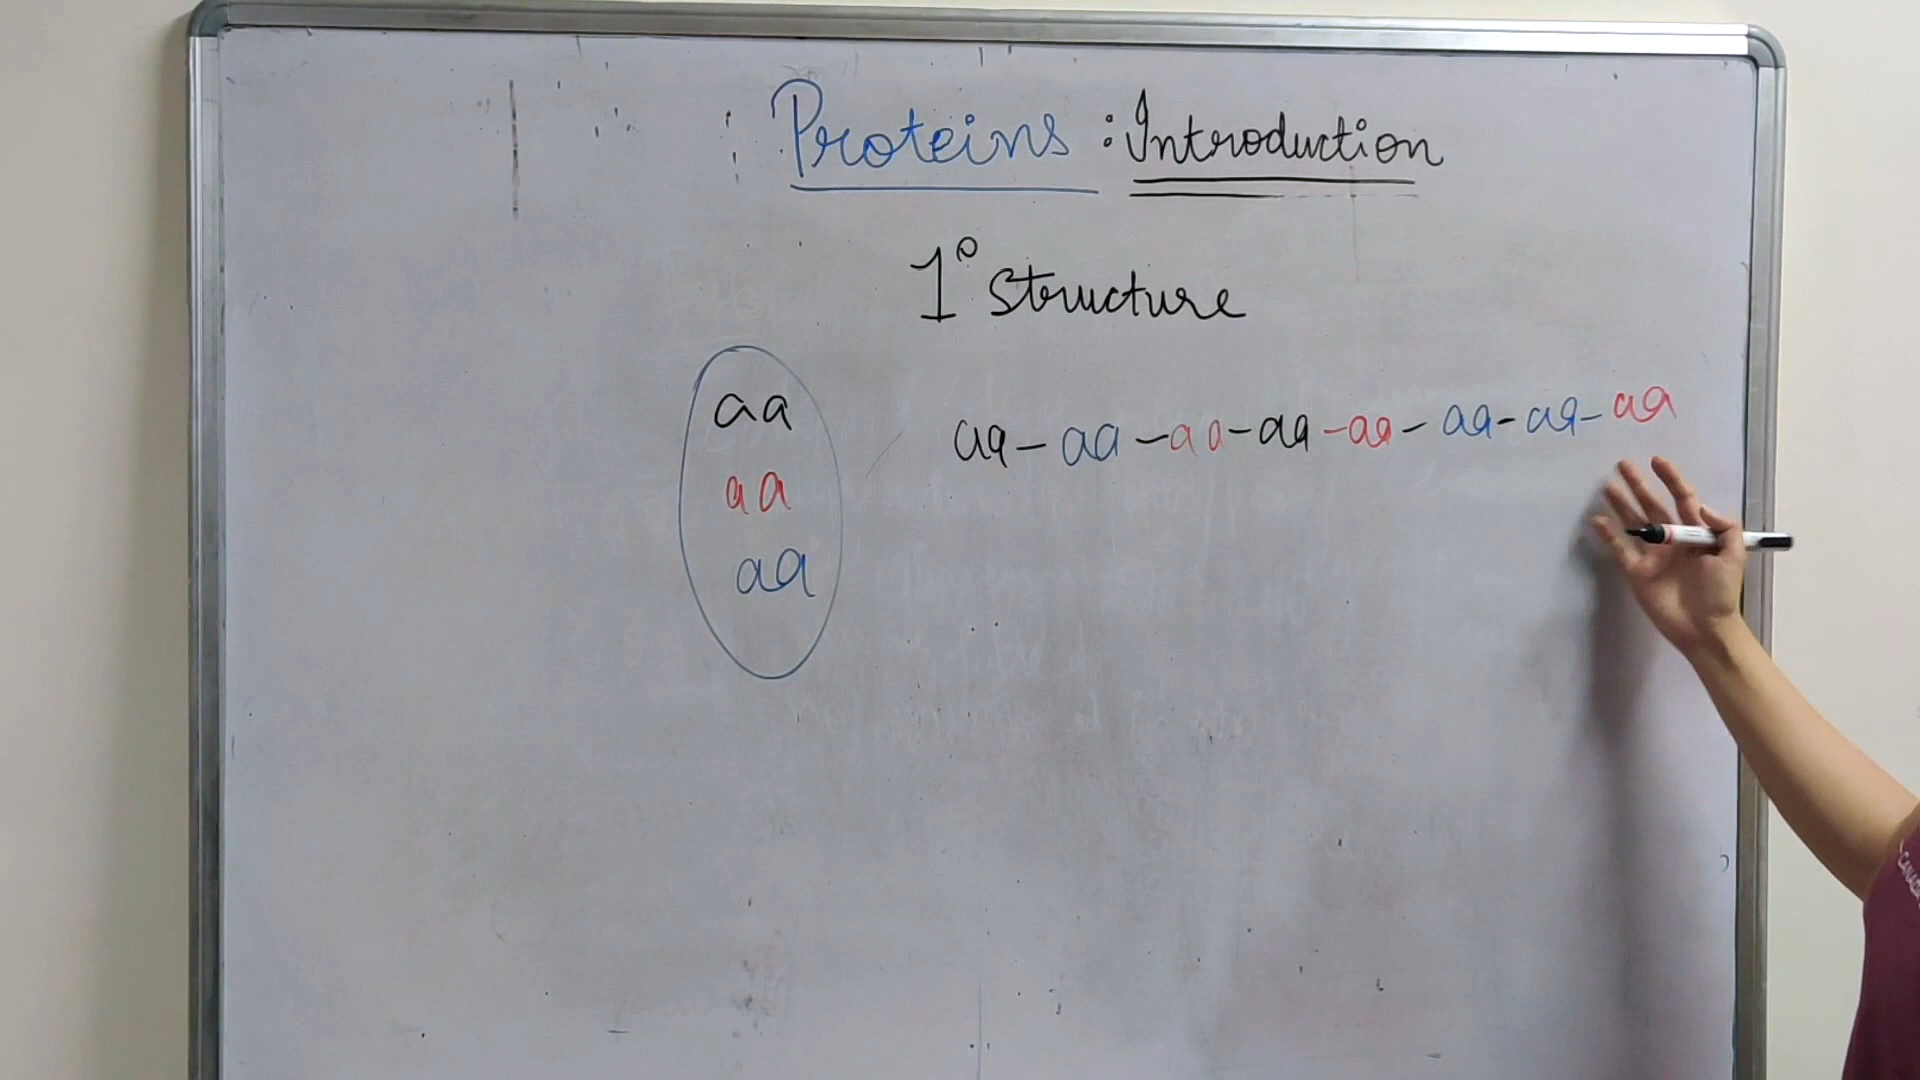 Proteins : Introduction
1° Structure
aa
aa
aa
aa - aa - aa - aa - aa - aa - aa - aa